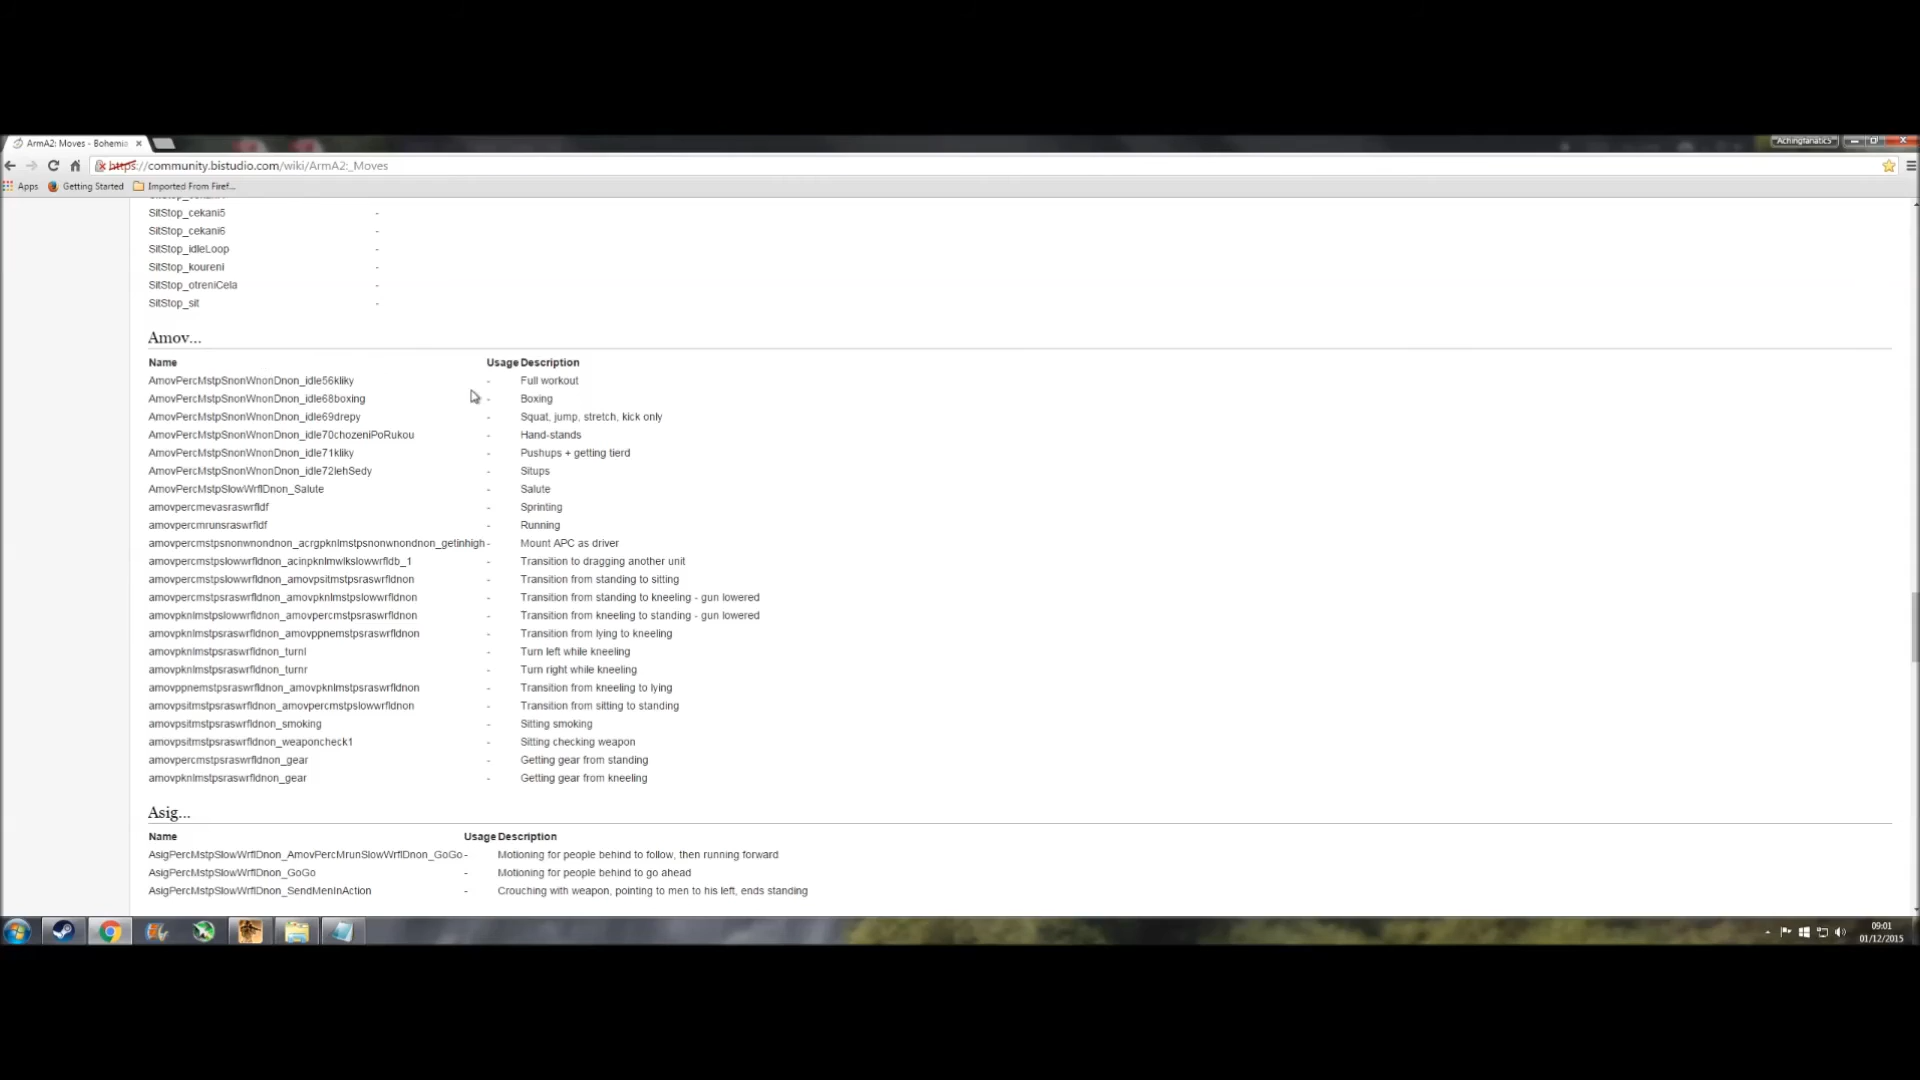 ArmA2: Moves - Bohemia
Achingfanatics
https://community.bistudio.com/wiki/ArmA2:_Moves
Apps Getting Started Imported From Firef...
SitStop_cekani5 -
SitStop_cekani6 -
SitStop_idleLoop -
SitStop_koureni -
SitStop_otreniCela -
SitStop_sit -
Amov...
Name Usage Description
AmovPercMstpSnonWnonDnon_idle56kliky - Full workout
AmovPercMstpSnonWnonDnon_idle68boxing - Boxing
AmovPercMstpSnonWnonDnon_idle69drepy - Squat, jump, stretch, kick only
AmovPercMstpSnonWnonDnon_idle70chozeniPoRukou - Hand-stands
AmovPercMstpSnonWnonDnon_idle71kliky - Pushups + getting tierd
AmovPercMstpSnonWnonDnon_idle72lehSedy - Situps
AmovPercMstpSlowWrflDnon_Salute - Salute
amovpercmevasraswrfldf - Sprinting
amovpercmrunsraswrfldf - Running
amovpercmstpsnonwnondnon_acrgpknlmstpsnonwnondnon_getinhigh - Mount APC as driver
amovpercmstpslowwrfldnon_acinpknlmwlkslowwrfldb_1 - Transition to dragging another unit
amovpercmstpslowwrfldnon_amovpsitmstpsraswrfldnon - Transition from standing to sitting
amovpercmstpsraswrfldnon_amovpknlmstpslowwrfldnon - Transition from standing to kneeling - gun lowered
amovpknlmstpslowwrfldnon_amovpercmstpsraswrfldnon - Transition from kneeling to standing - gun lowered
amovpknlmstpsraswrfldnon_amovppnemstpsraswrfldnon - Transition from lying to kneeling
amovpknlmstpsraswrfldnon_turnl - Turn left while kneeling
amovpknlmstpsraswrfldnon_turnr - Turn right while kneeling
amovppnemstpsraswrfldnon_amovpknlmstpsraswrfldnon - Transition from kneeling to lying
amovpsitmstpsraswrfldnon_amovpercmstpslowwrfldnon - Transition from sitting to standing
amovpsitmstpsraswrfldnon_smoking - Sitting smoking
amovpsitmstpsraswrfldnon_weaponcheck1 - Sitting checking weapon
amovpercmstpsraswrfldnon_gear - Getting gear from standing
amovpknlmstpsraswrfldnon_gear - Getting gear from kneeling
Asig...
Name Usage Description
AsigPercMstpSlowWrflDnon_AmovPercMrunSlowWrflDnon_GoGo - Motioning for people behind to follow, then running forward
AsigPercMstpSlowWrflDnon_GoGo - Motioning for people behind to go ahead
AsigPercMstpSlowWrflDnon_SendMenInAction - Crouching with weapon, pointing to men to his left, ends standing
09:01
01/12/2015